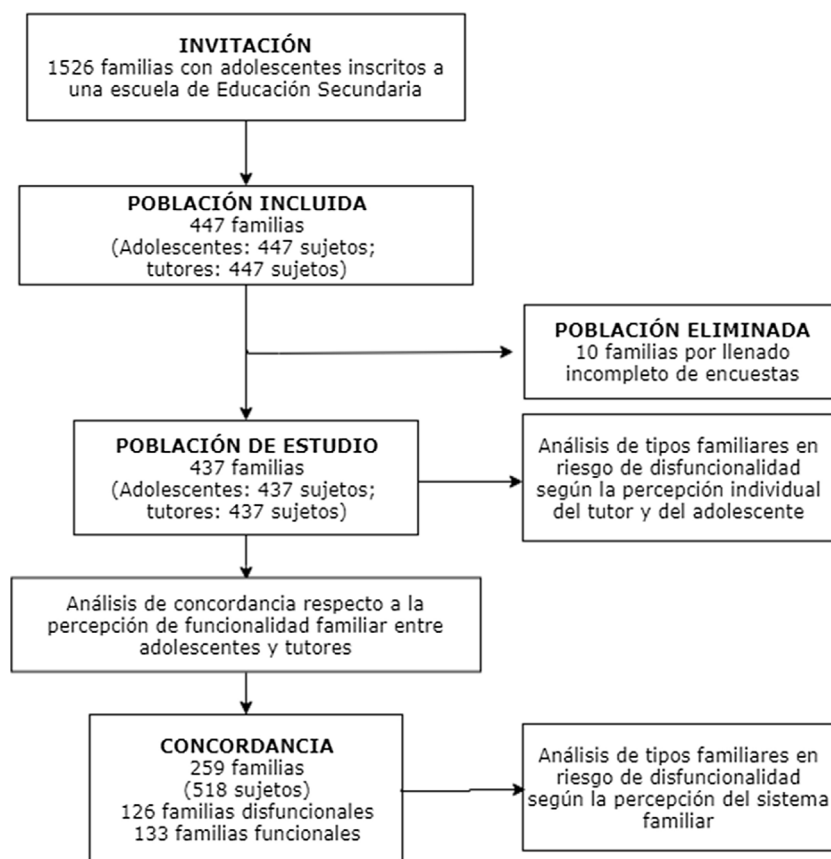 INVITACIÓN
1526 familias con adolescentes inscritos a
una escuela de Educación Secundaria
POBLACIÓN INCLUIDA
447 familias
(Adolescentes: 447 sujetos;
tutores: 447 sujetos)
POBLACIÓN ELIMINADA
10 familias por llenado
incompleto de encuestas
POBLACIÓN DE ESTUDIO
437 familias
(Adolescentes: 437 sujetos;
tutores: 437 sujetos)
Análisis de tipos familiares en
riesgo de disfuncionalidad
según la percepción individual
del tutor y del adolescente
Análisis de concordancia respecto a la
percepción de funcionalidad familiar entre
adolescentes y tutores
CONCORDANCIA
259 familias
(518 sujetos)
126 familias disfuncionales
133 familias funcionales
Análisis de tipos familiares en
riesgo de disfuncionalidad
según la percepción del sistema
familiar